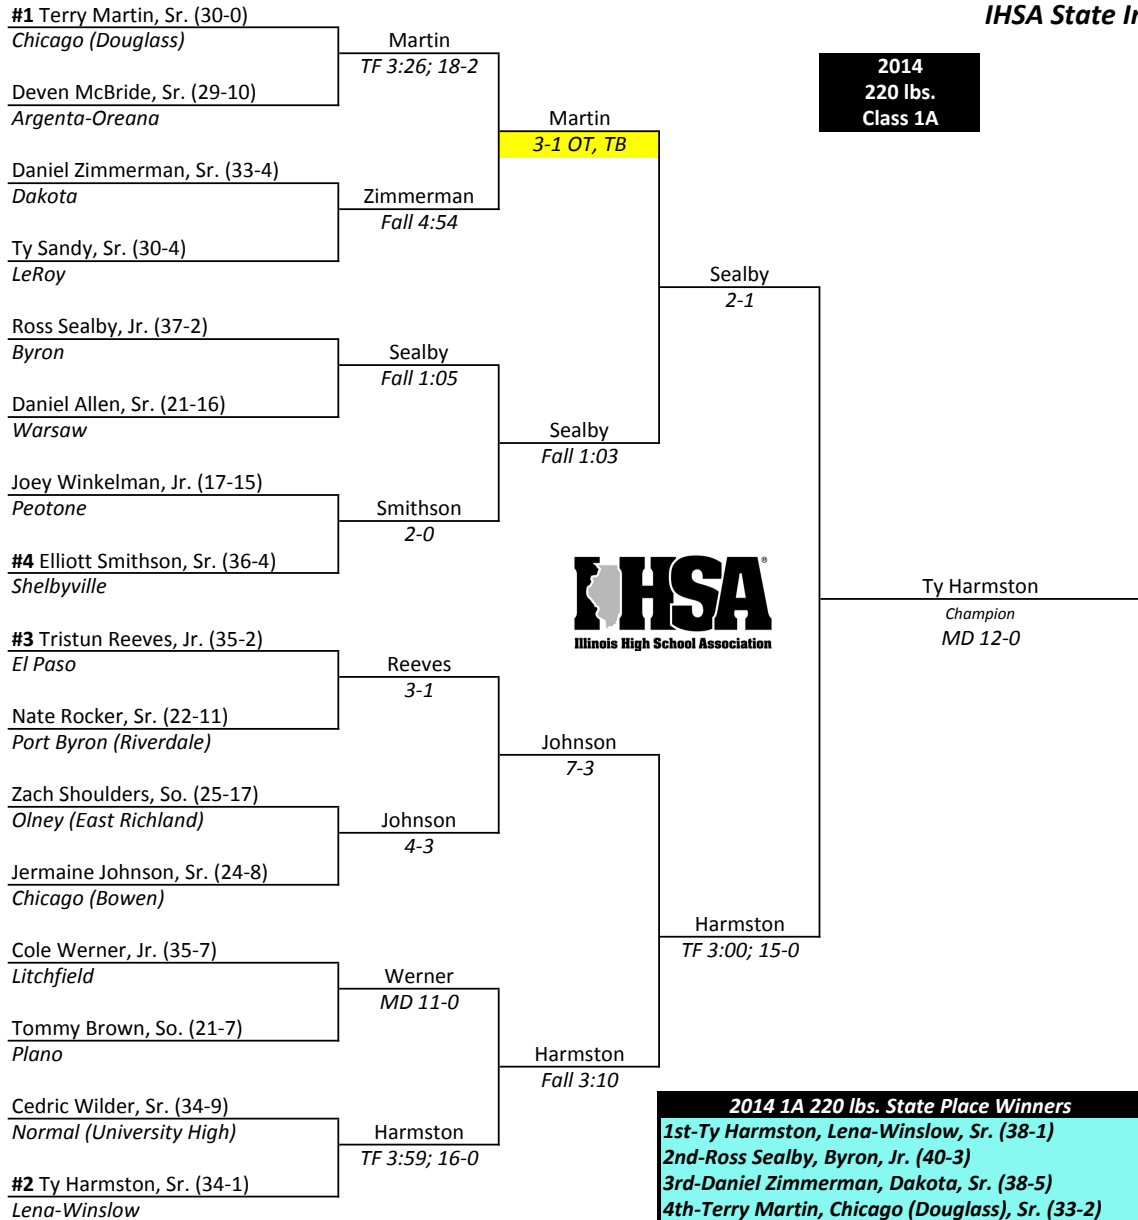 IHSA State In
2014
220 lbs.
Class 1A
#1 Terry Martin, Sr. (30-0)
Chicago (Douglass)
Martin
TF 3:26; 18-2
Deven McBride, Sr. (29-10)
Argenta-Oreana
Martin
3-1 OT, TB
Daniel Zimmerman, Sr. (33-4)
Dakota
Zimmerman
Fall 4:54
Ty Sandy, Sr. (30-4)
LeRoy
Sealby
2-1
Ross Sealby, Jr. (37-2)
Byron
Sealby
Fall 1:05
Daniel Allen, Sr. (21-16)
Warsaw
Sealby
Fall 1:03
Joey Winkelman, Jr. (17-15)
Peotone
Smithson
2-0
#4 Elliott Smithson, Sr. (36-4)
Shelbyville
IHSA®
Illinois High School Association
Ty Harmston
Champion
MD 12-0
#3 Tristun Reeves, Jr. (35-2)
El Paso
Reeves
3-1
Nate Rocker, Sr. (22-11)
Port Byron (Riverdale)
Johnson
7-3
Zach Shoulders, So. (25-17)
Olney (East Richland)
Johnson
4-3
Jermaine Johnson, Sr. (24-8)
Chicago (Bowen)
Harmston
TF 3:00; 15-0
Cole Werner, Jr. (35-7)
Litchfield
Werner
MD 11-0
Tommy Brown, So. (21-7)
Plano
Harmston
Fall 3:10
Cedric Wilder, Sr. (34-9)
Normal (University High)
Harmston
TF 3:59; 16-0
#2 Ty Harmston, Sr. (34-1)
Lena-Winslow
2014 1A 220 lbs. State Place Winners
1st-Ty Harmston, Lena-Winslow, Sr. (38-1)
2nd-Ross Sealby, Byron, Jr. (40-3)
3rd-Daniel Zimmerman, Dakota, Sr. (38-5)
4th-Terry Martin, Chicago (Douglass), Sr. (33-2)